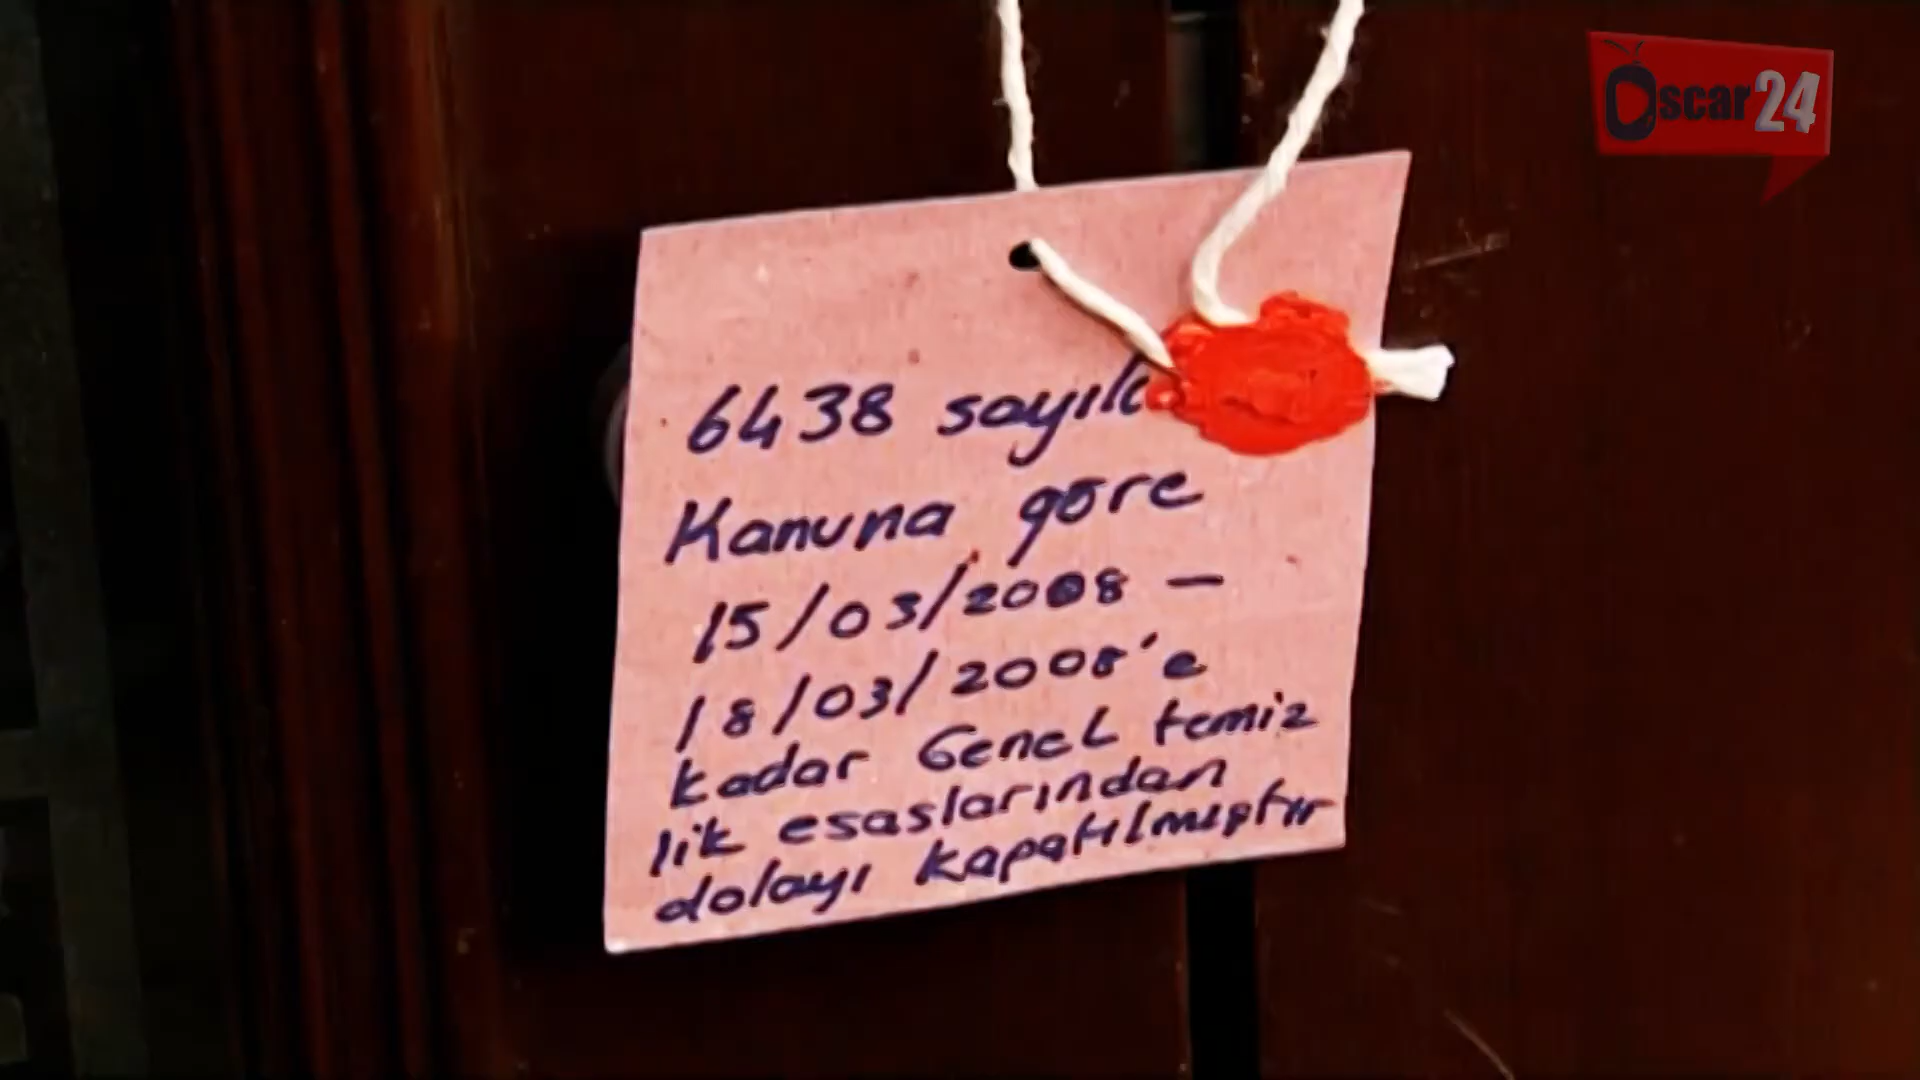 Oscar24
6438 sayılı
Kanuna göre
15/03/2008 –
18/03/2008'e
kadar Genel temiz
lik esaslarından
dolayı kapatılmıştır